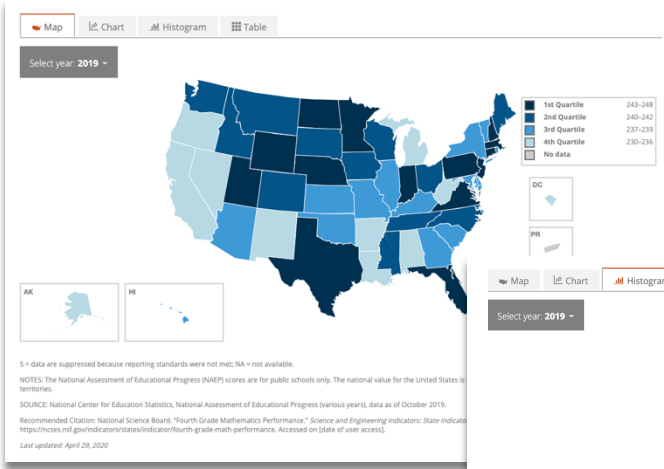 Map Chart Histogram Table
Select year: 2019
1st Quartile 243–248
2nd Quartile 240–242
3rd Quartile 237–239
4th Quartile 230–236
No data
DC
PR
AK HI
S = data are suppressed because reporting standards were not met; NA = not available.
NOTES: The National Assessment of Educational Progress (NAEP) scores are for public schools only. The national value for the United States is
territories.
SOURCE: National Center for Education Statistics, National Assessment of Educational Progress (various years), data as of October 2019.
Recommended Citation: National Science Board. "Fourth Grade Mathematics Performance." Science and Engineering Indicators: State Indicato
https://ncses.nsf.gov/indicators/states/indicator/fourth-grade-math-performance. Accessed on [date of user access].
Last updated: April 29, 2020
Map Chart Histogram
Select year: 2019